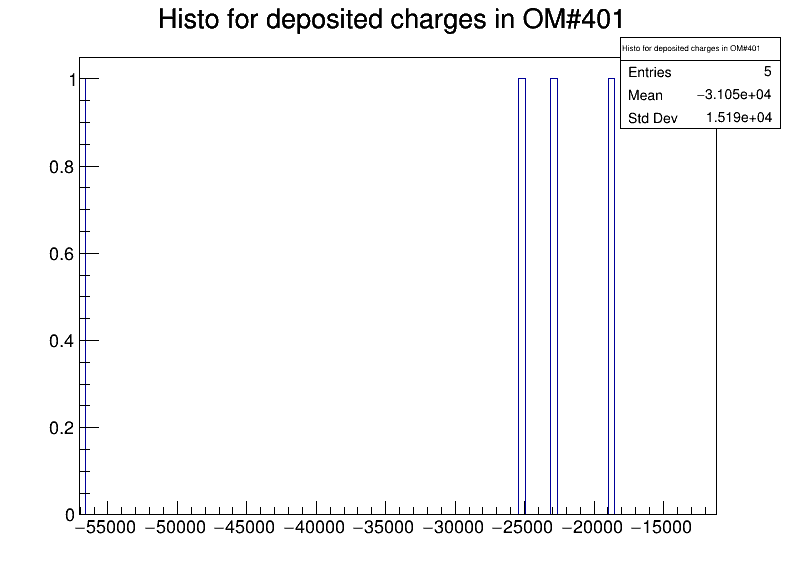 Histo for deposited charges in OM#401
Histo for deposited charges in OM#401
Entries 5
Mean −3.105e+04
Std Dev 1.519e+04
1
0.8
0.6
0.4
0.2
0
−55000 −50000 −45000 −40000 −35000 −30000 −25000 −20000 −15000